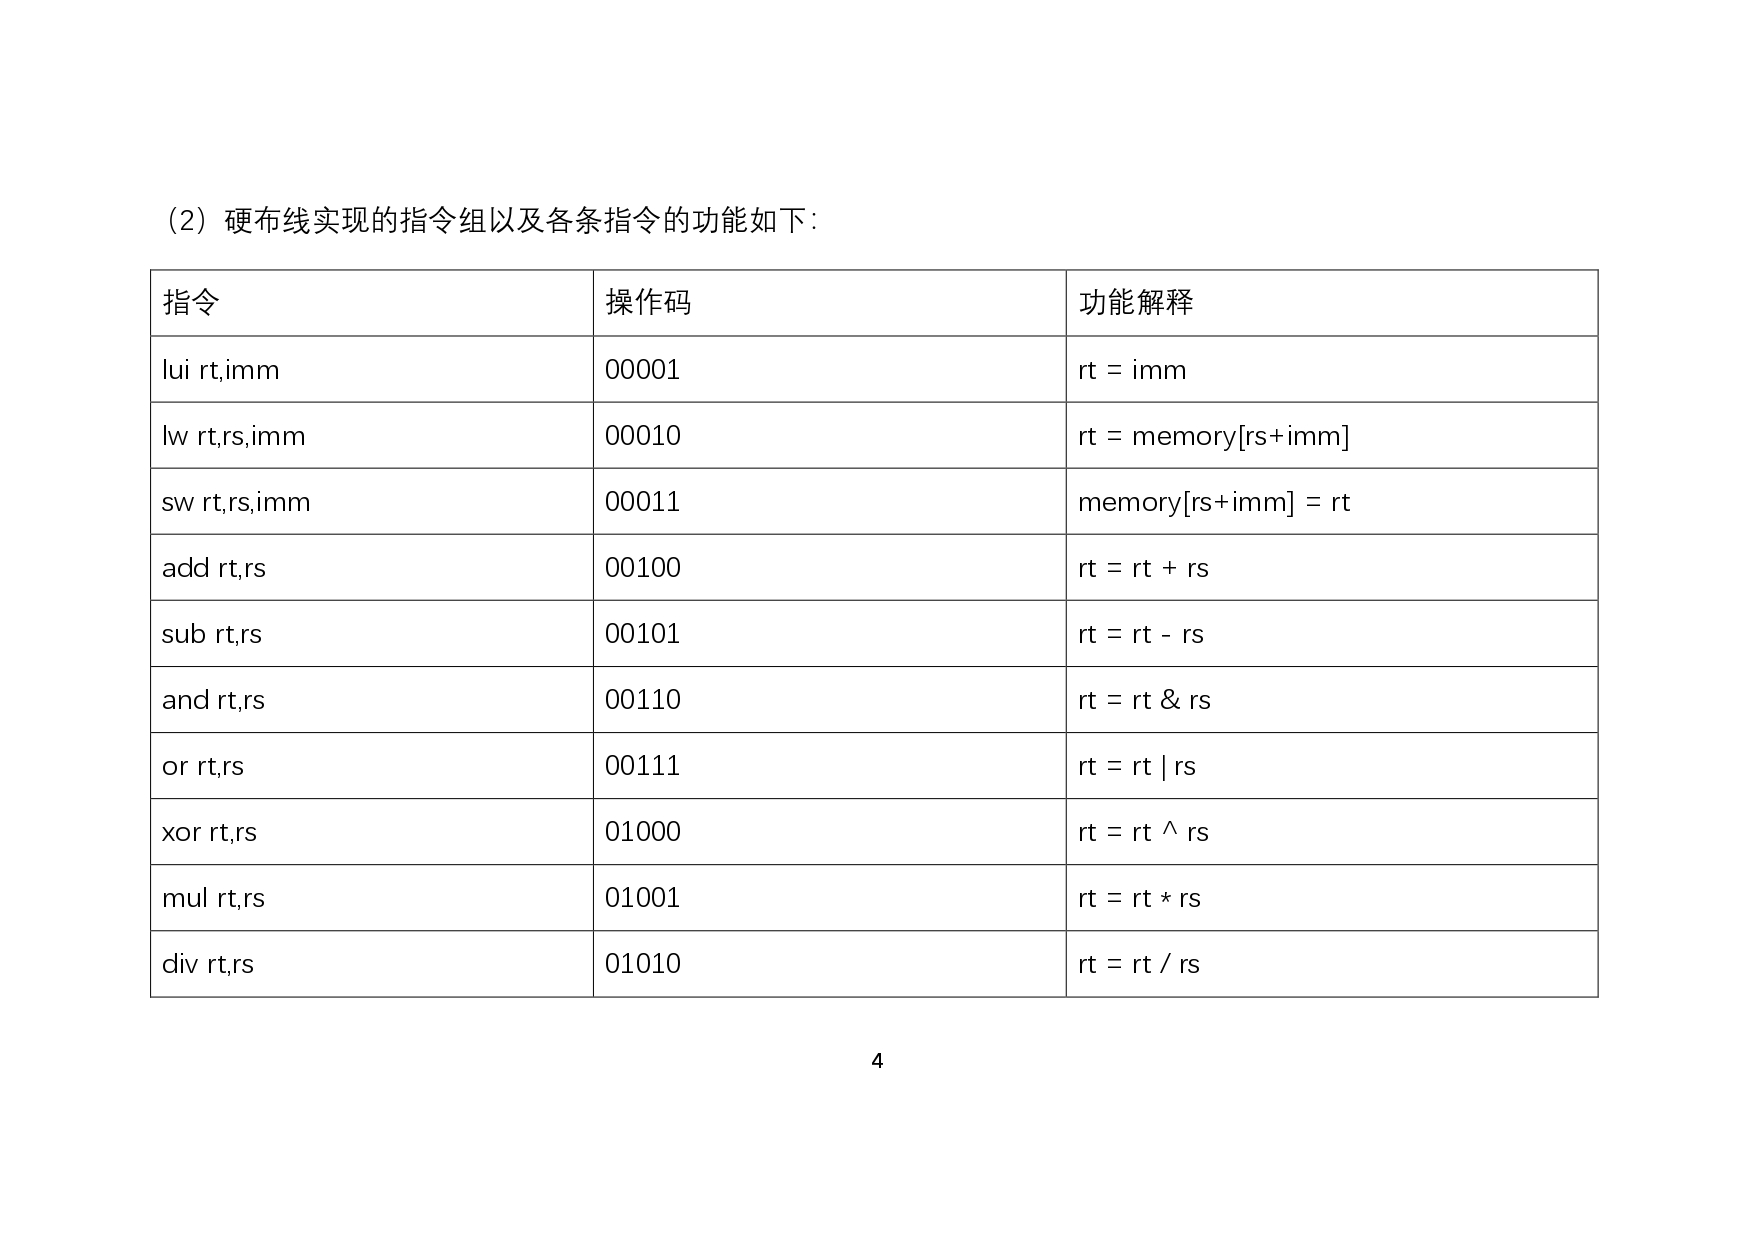 （2）硬布线实现的指令组以及各条指令的功能如下：
指令 操作码 功能解释
lui rt,imm 00001 rt = imm
lw rt,rs,imm 00010 rt = memory[rs+imm]
sw rt,rs,imm 00011 memory[rs+imm] = rt
add rt,rs 00100 rt = rt + rs
sub rt,rs 00101 rt = rt - rs
and rt,rs 00110 rt = rt & rs
or rt,rs 00111 rt = rt | rs
xor rt,rs 01000 rt = rt ^ rs
mul rt,rs 01001 rt = rt * rs
div rt,rs 01010 rt = rt / rs
4